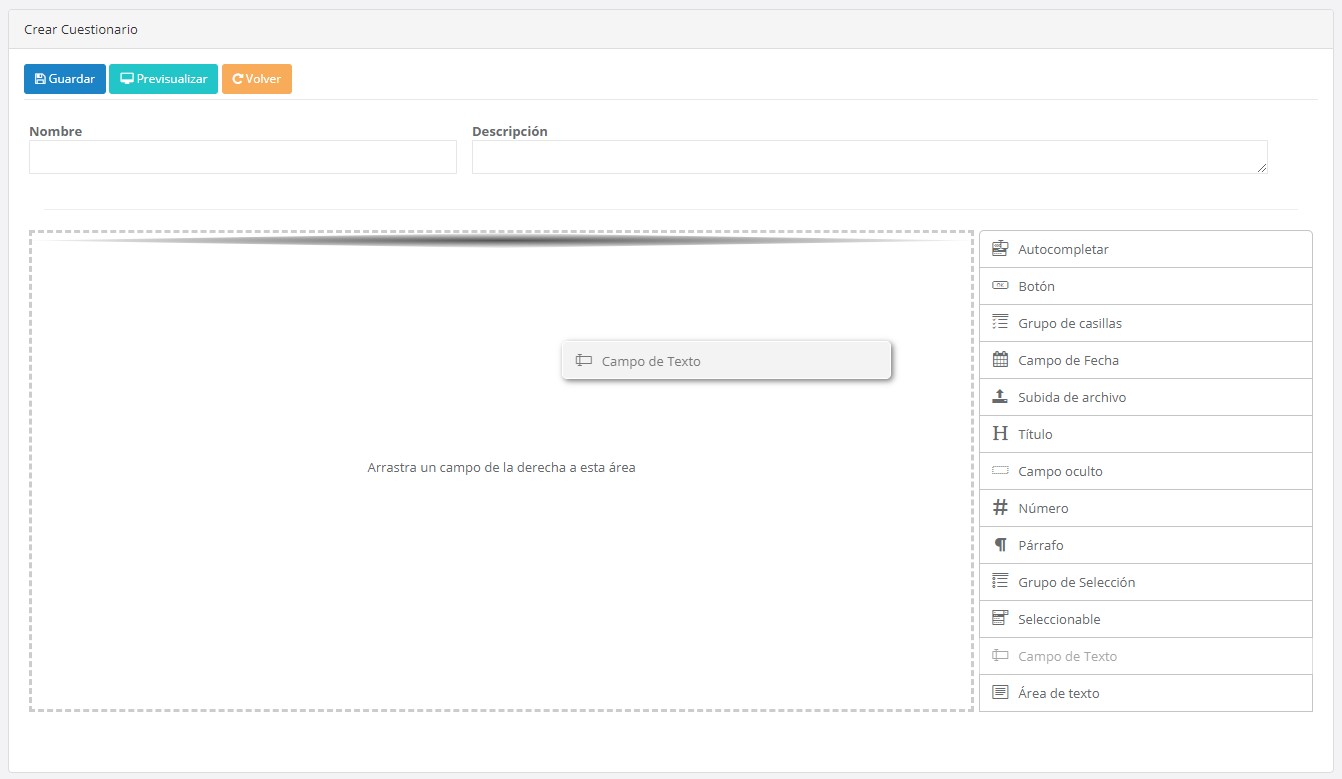 Crear Cuestionario
Guardar Previsualizar Volver
Nombre Descripción
Autocompletar
Botón
Grupo de casillas
Campo de Texto
Campo de Fecha
Subida de archivo
Título
Arrastra un campo de la derecha a esta área
Campo oculto
Número
Párrafo
Grupo de Selección
Seleccionable
Campo de Texto
Área de texto